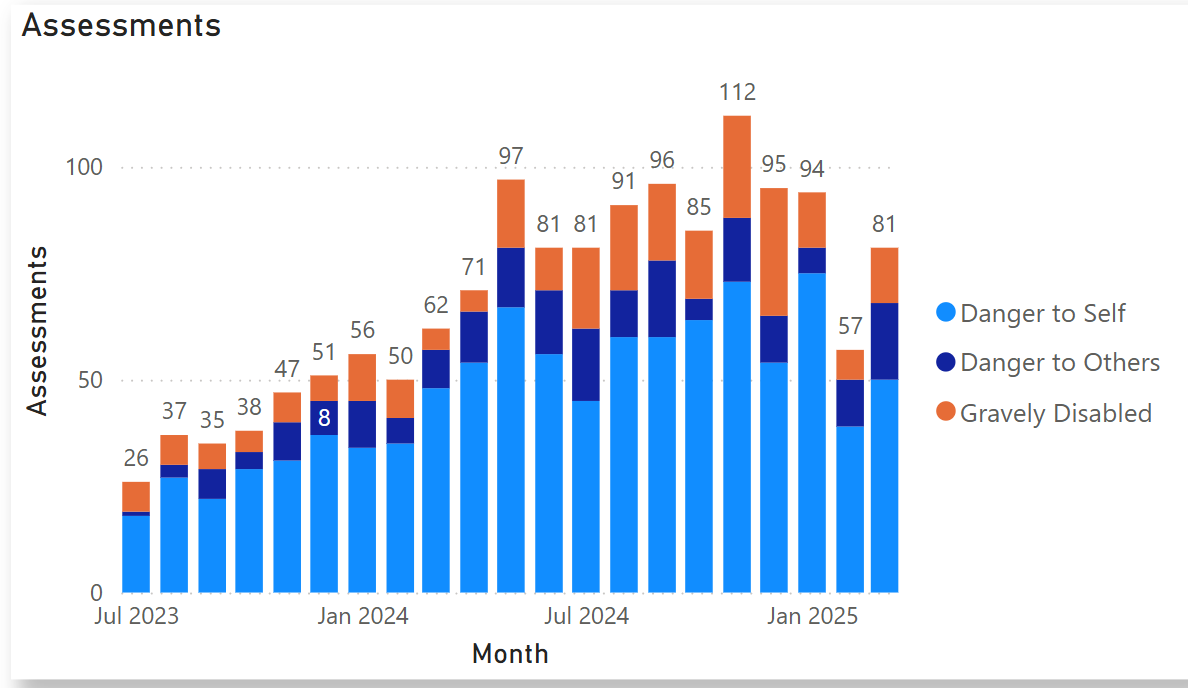 Assessments
112
97
96
95
94
91
85
81
81
81
71
62
57
56
51
50
47
38
37
35
26
8
100
50
0
Assessments
Jul 2023
Jan 2024
Jul 2024
Jan 2025
Month
Danger to Self
Danger to Others
Gravely Disabled